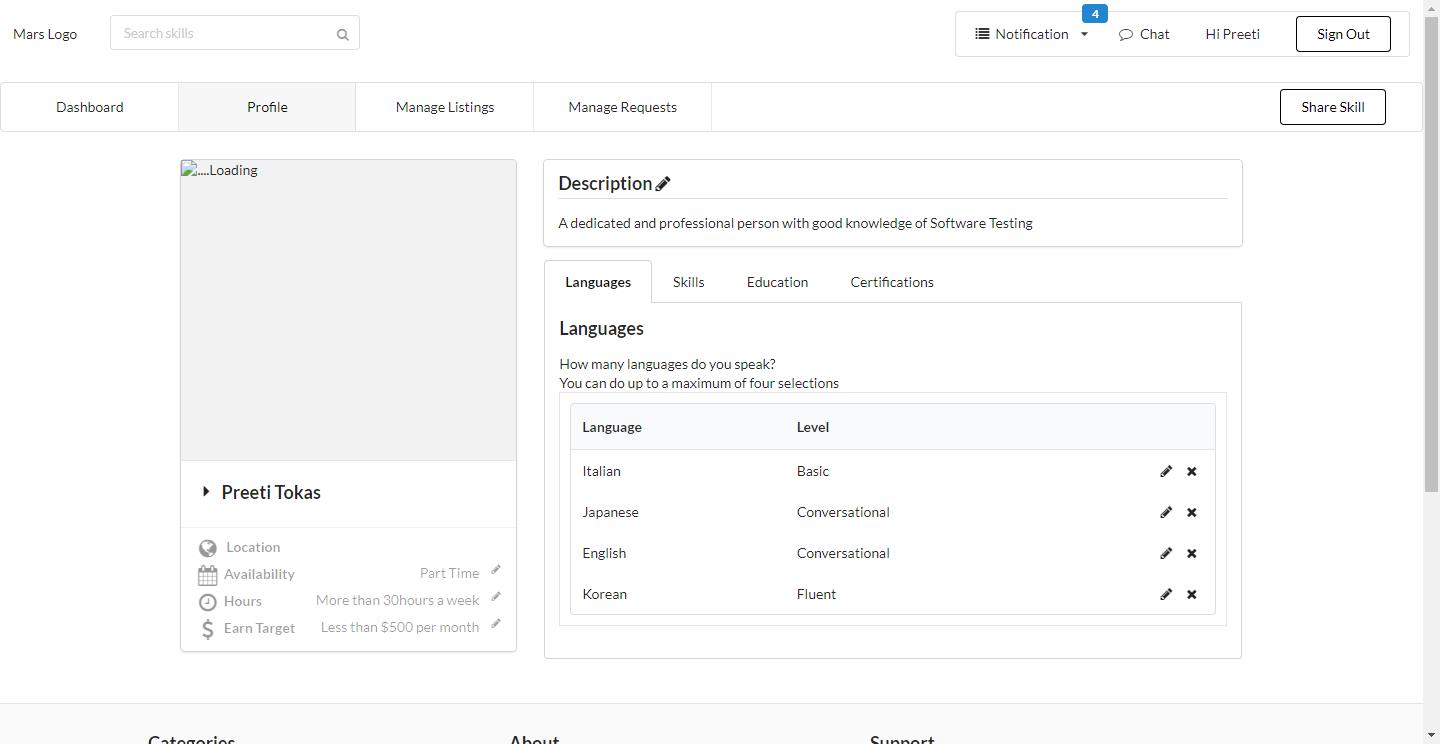 Mars Logo
Search skills
Notification
4
Chat
Hi Preeti
Sign Out
Dashboard
Profile
Manage Listings
Manage Requests
Share Skill
....Loading
Preeti Tokas
Location
Availability Part Time
Hours More than 30hours a week
Earn Target Less than $500 per month
Description
A dedicated and professional person with good knowledge of Software Testing
Languages Skills Education Certifications
Languages
How many languages do you speak?
You can do up to a maximum of four selections
Language Level
Italian Basic
Japanese Conversational
English Conversational
Korean Fluent
Categories About Support